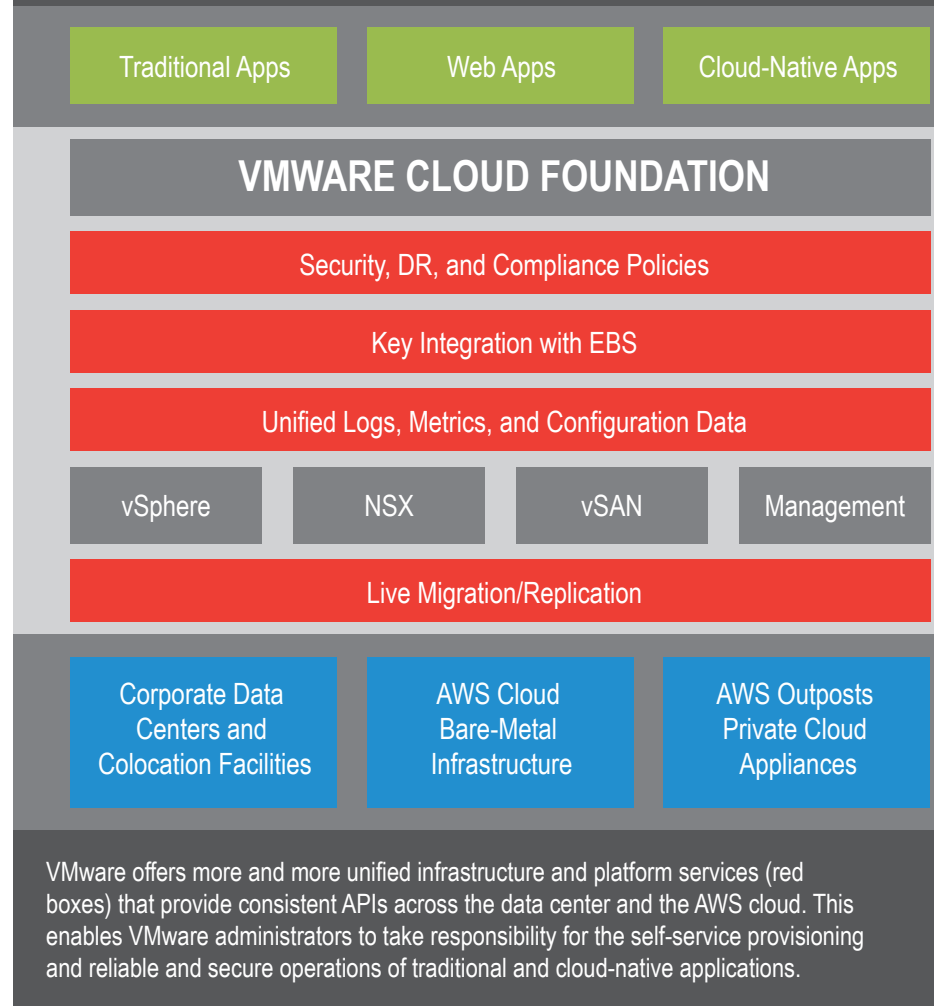 Traditional Apps
Web Apps
Cloud-Native Apps
VMWARE CLOUD FOUNDATION
Security, DR, and Compliance Policies
Key Integration with EBS
Unified Logs, Metrics, and Configuration Data
vSphere
NSX
vSAN
Management
Live Migration/Replication
Corporate Data
Centers and
Colocation Facilities
AWS Cloud
Bare-Metal
Infrastructure
AWS Outposts
Private Cloud
Appliances
VMware offers more and more unified infrastructure and platform services (red
boxes) that provide consistent APIs across the data center and the AWS cloud. This
enables VMware administrators to take responsibility for the self-service provisioning
and reliable and secure operations of traditional and cloud-native applications.